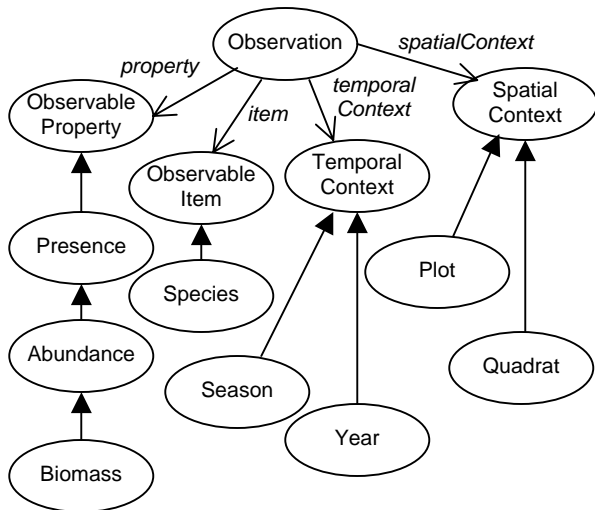 Observation
spatialContext
property
temporal
Context
item
Observable
Property
Spatial
Context
Observable
Item
Temporal
Context
Presence
Species
Plot
Abundance
Season
Quadrat
Year
Biomass